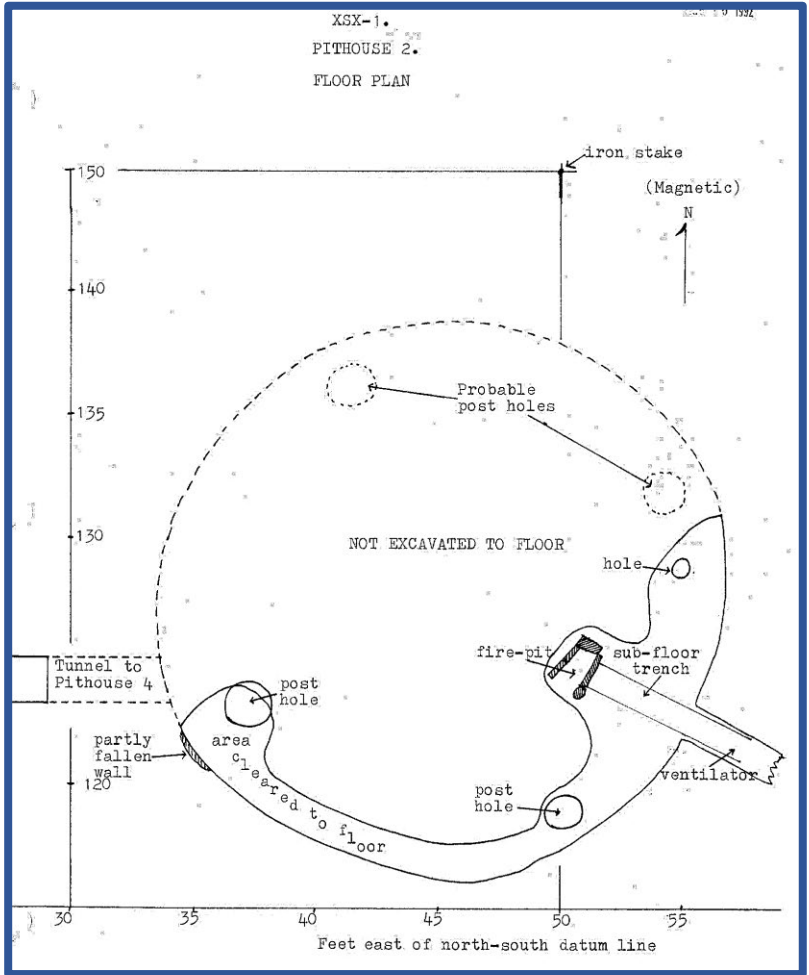 XSX-1.
PITHOUSE 2.
FLOOR PLAN
1992
iron stake
(Magnetic)
N
150
140
135
130
120
Probable
post holes
NOT EXCAVATED TO FLOOR
hole
fire-pit
sub-floor
trench
Tunnel to
Pithouse 4
post
hole
partly
fallen
wall
area
cleared to floor
post
hole
ventilator
30
35
40
45
50
55
Feet east of north-south datum line